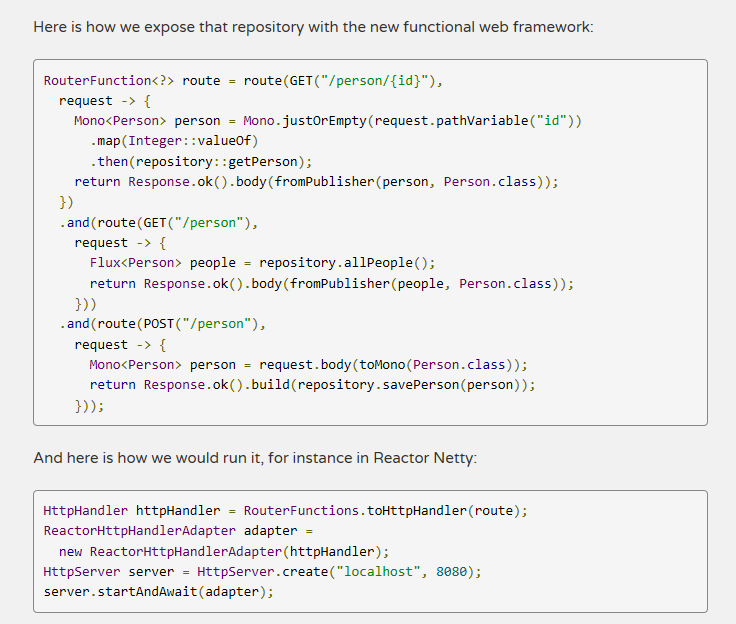 Here is how we expose that repository with the new functional web framework:
RouterFunction<?> route = route(GET("/person/{id}"),
  request -> {
    Mono<Person> person = Mono.justOrEmpty(request.pathVariable("id"))
      .map(Integer::valueOf)
      .then(repository::getPerson);
    return Response.ok().body(fromPublisher(person, Person.class));
  })
  .and(route(GET("/person"),
    request -> {
      Flux<Person> people = repository.allPeople();
      return Response.ok().body(fromPublisher(people, Person.class));
    }))
  .and(route(POST("/person"),
    request -> {
      Mono<Person> person = request.body(toMono(Person.class));
      return Response.ok().build(repository.savePerson(person));
    }));
And here is how we would run it, for instance in Reactor Netty:
HttpHandler httpHandler = RouterFunctions.toHttpHandler(route);
ReactorHttpHandlerAdapter adapter =
  new ReactorHttpHandlerAdapter(httpHandler);
HttpServer server = HttpServer.create("localhost", 8080);
server.startAndAwait(adapter);